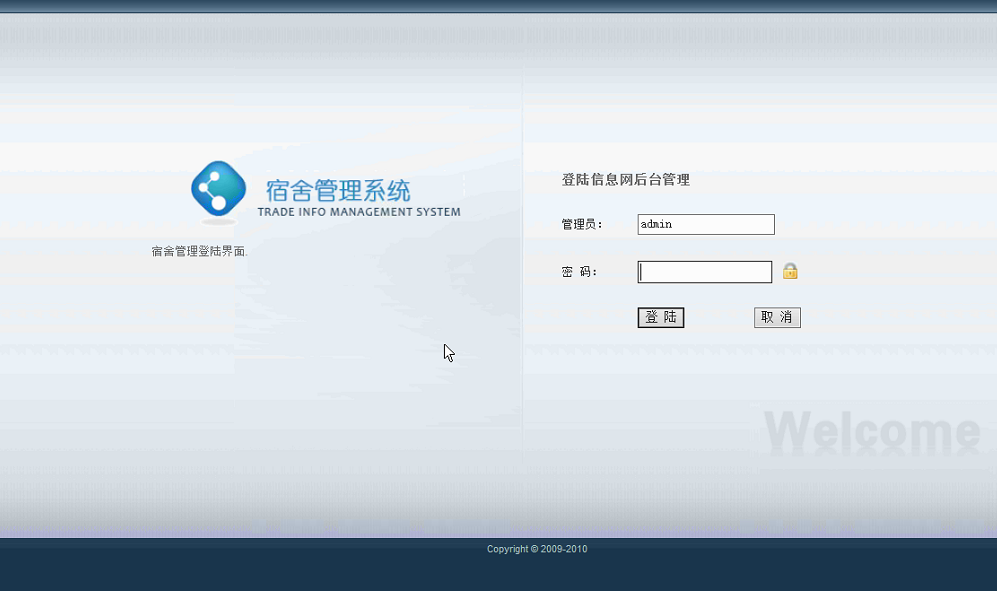 宿舍管理系统
TRADE INFO MANAGEMENT SYSTEM
宿舍管理登陆界面.
登陆信息网后台管理
管理员： admin
密 码：
登 陆 取 消
Welcome
Copyright © 2009-2010